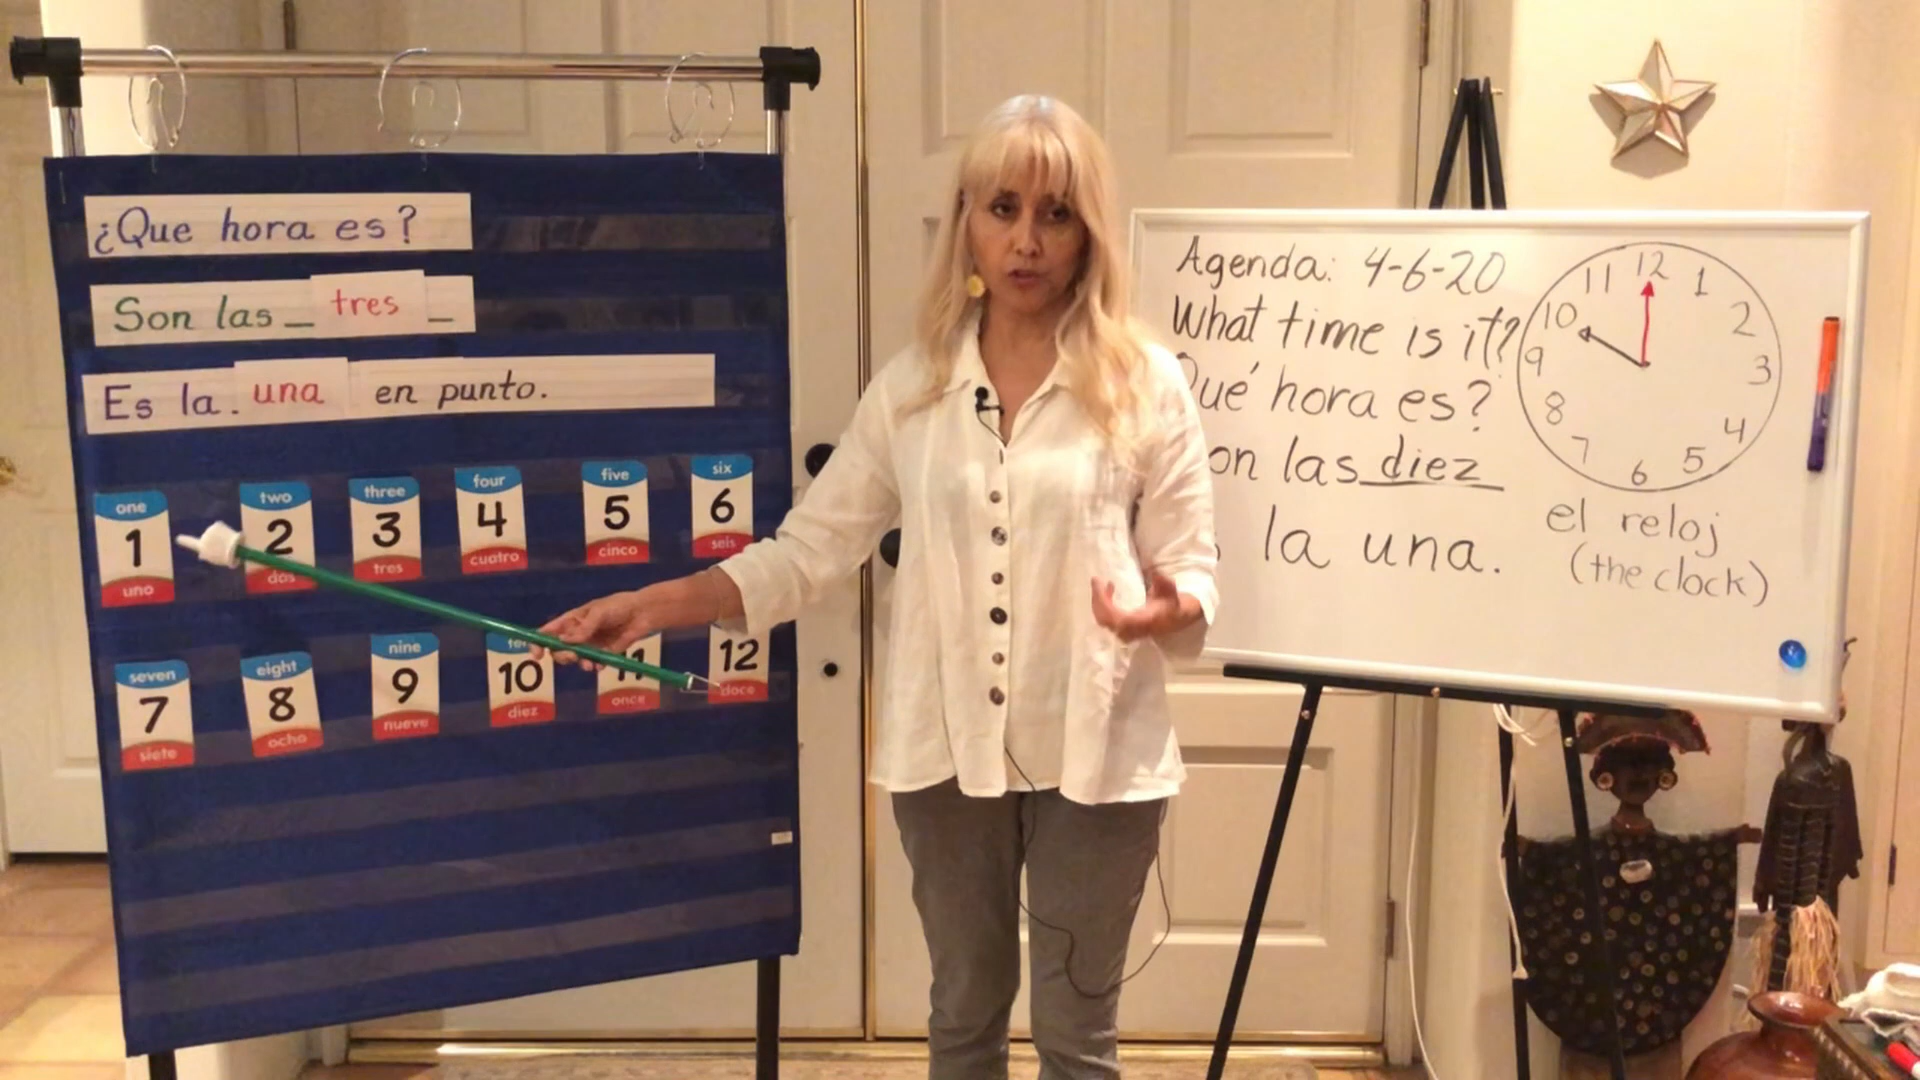 ¿Que hora es?
Son las _ tres _
Es la . una en punto.
one
1
uno
two
2
dos
three
3
tres
four
4
cuatro
five
5
cinco
six
6
seis
seven
7
siete
eight
8
ocho
nine
9
nueve
10
diez
11
once
12
doce
Agenda: 4-6-20
What time is it?
Qué hora es?
on las diez
la una.
12
1
2
3
4
5
6
7
8
9
10
11
el reloj
(the clock)